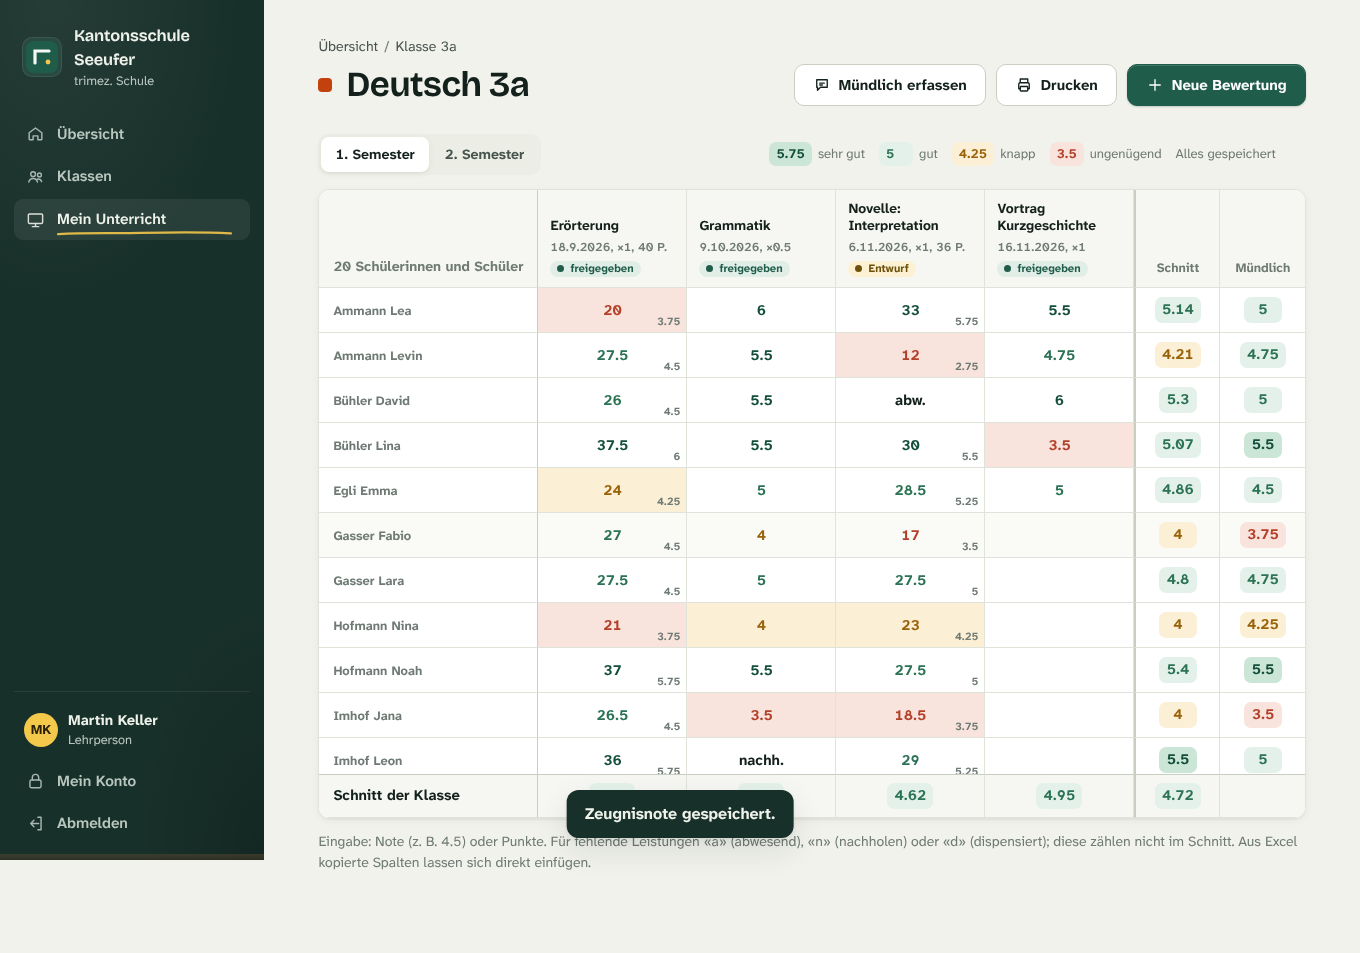 Kantonsschule
Seeufer
trimez. Schule
Übersicht
Klassen
Mein Unterricht
MK
Martin Keller
Lehrperson
Mein Konto
Abmelden
Übersicht / Klasse 3a
Deutsch 3a
Mündlich erfassen
Drucken
Neue Bewertung
1. Semester 2. Semester
5.75 sehr gut 5 gut 4.25 knapp 3.5 ungenügend Alles gespeichert
20 Schülerinnen und Schüler
Erörterung
18.9.2026, ×1, 40 P.
freigegeben
Grammatik
9.10.2026, ×0.5
freigegeben
Novelle:
Interpretation
6.11.2026, ×1, 36 P.
Entwurf
Vortrag
Kurzgeschichte
16.11.2026, ×1
freigegeben
Schnitt
Mündlich
Ammann Lea 20 3.75 6 33 5.75 5.5 5.14 5
Ammann Levin 27.5 4.5 5.5 12 2.75 4.75 4.21 4.75
Bühler David 26 4.5 5.5 abw. 6 5.3 5
Bühler Lina 37.5 6 5.5 30 5.5 3.5 5.07 5.5
Egli Emma 24 4.25 5 28.5 5.25 5 4.86 4.5
Gasser Fabio 27 4.5 4 17 3.5 4 3.75
Gasser Lara 27.5 4.5 5 27.5 5 4.8 4.75
Hofmann Nina 21 3.75 4 23 4.25 4 4.25
Hofmann Noah 37 5.75 5.5 27.5 5 5.4 5.5
Imhof Jana 26.5 4.5 3.5 18.5 3.75 4 3.5
Imhof Leon 36 5.75 nachh. 29 5.25 5.5 5
Schnitt der Klasse 4.62 4.95 4.72
Zeugnisnote gespeichert.
Eingabe: Note (z. B. 4.5) oder Punkte. Für fehlende Leistungen «a» (abwesend), «n» (nachholen) oder «d» (dispensiert); diese zählen nicht im Schnitt. Aus Excel
kopierte Spalten lassen sich direkt einfügen.